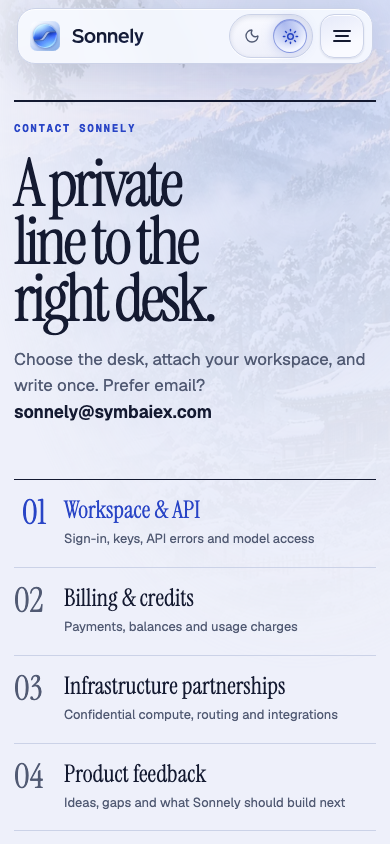 Sonnely
CONTACT SONNELY
A private
line to the
right desk.
Choose the desk, attach your workspace, and
write once. Prefer email?
sonnely@symbaiex.com
01 Workspace & API
Sign-in, keys, API errors and model access
02 Billing & credits
Payments, balances and usage charges
03 Infrastructure partnerships
Confidential compute, routing and integrations
04 Product feedback
Ideas, gaps and what Sonnely should build next